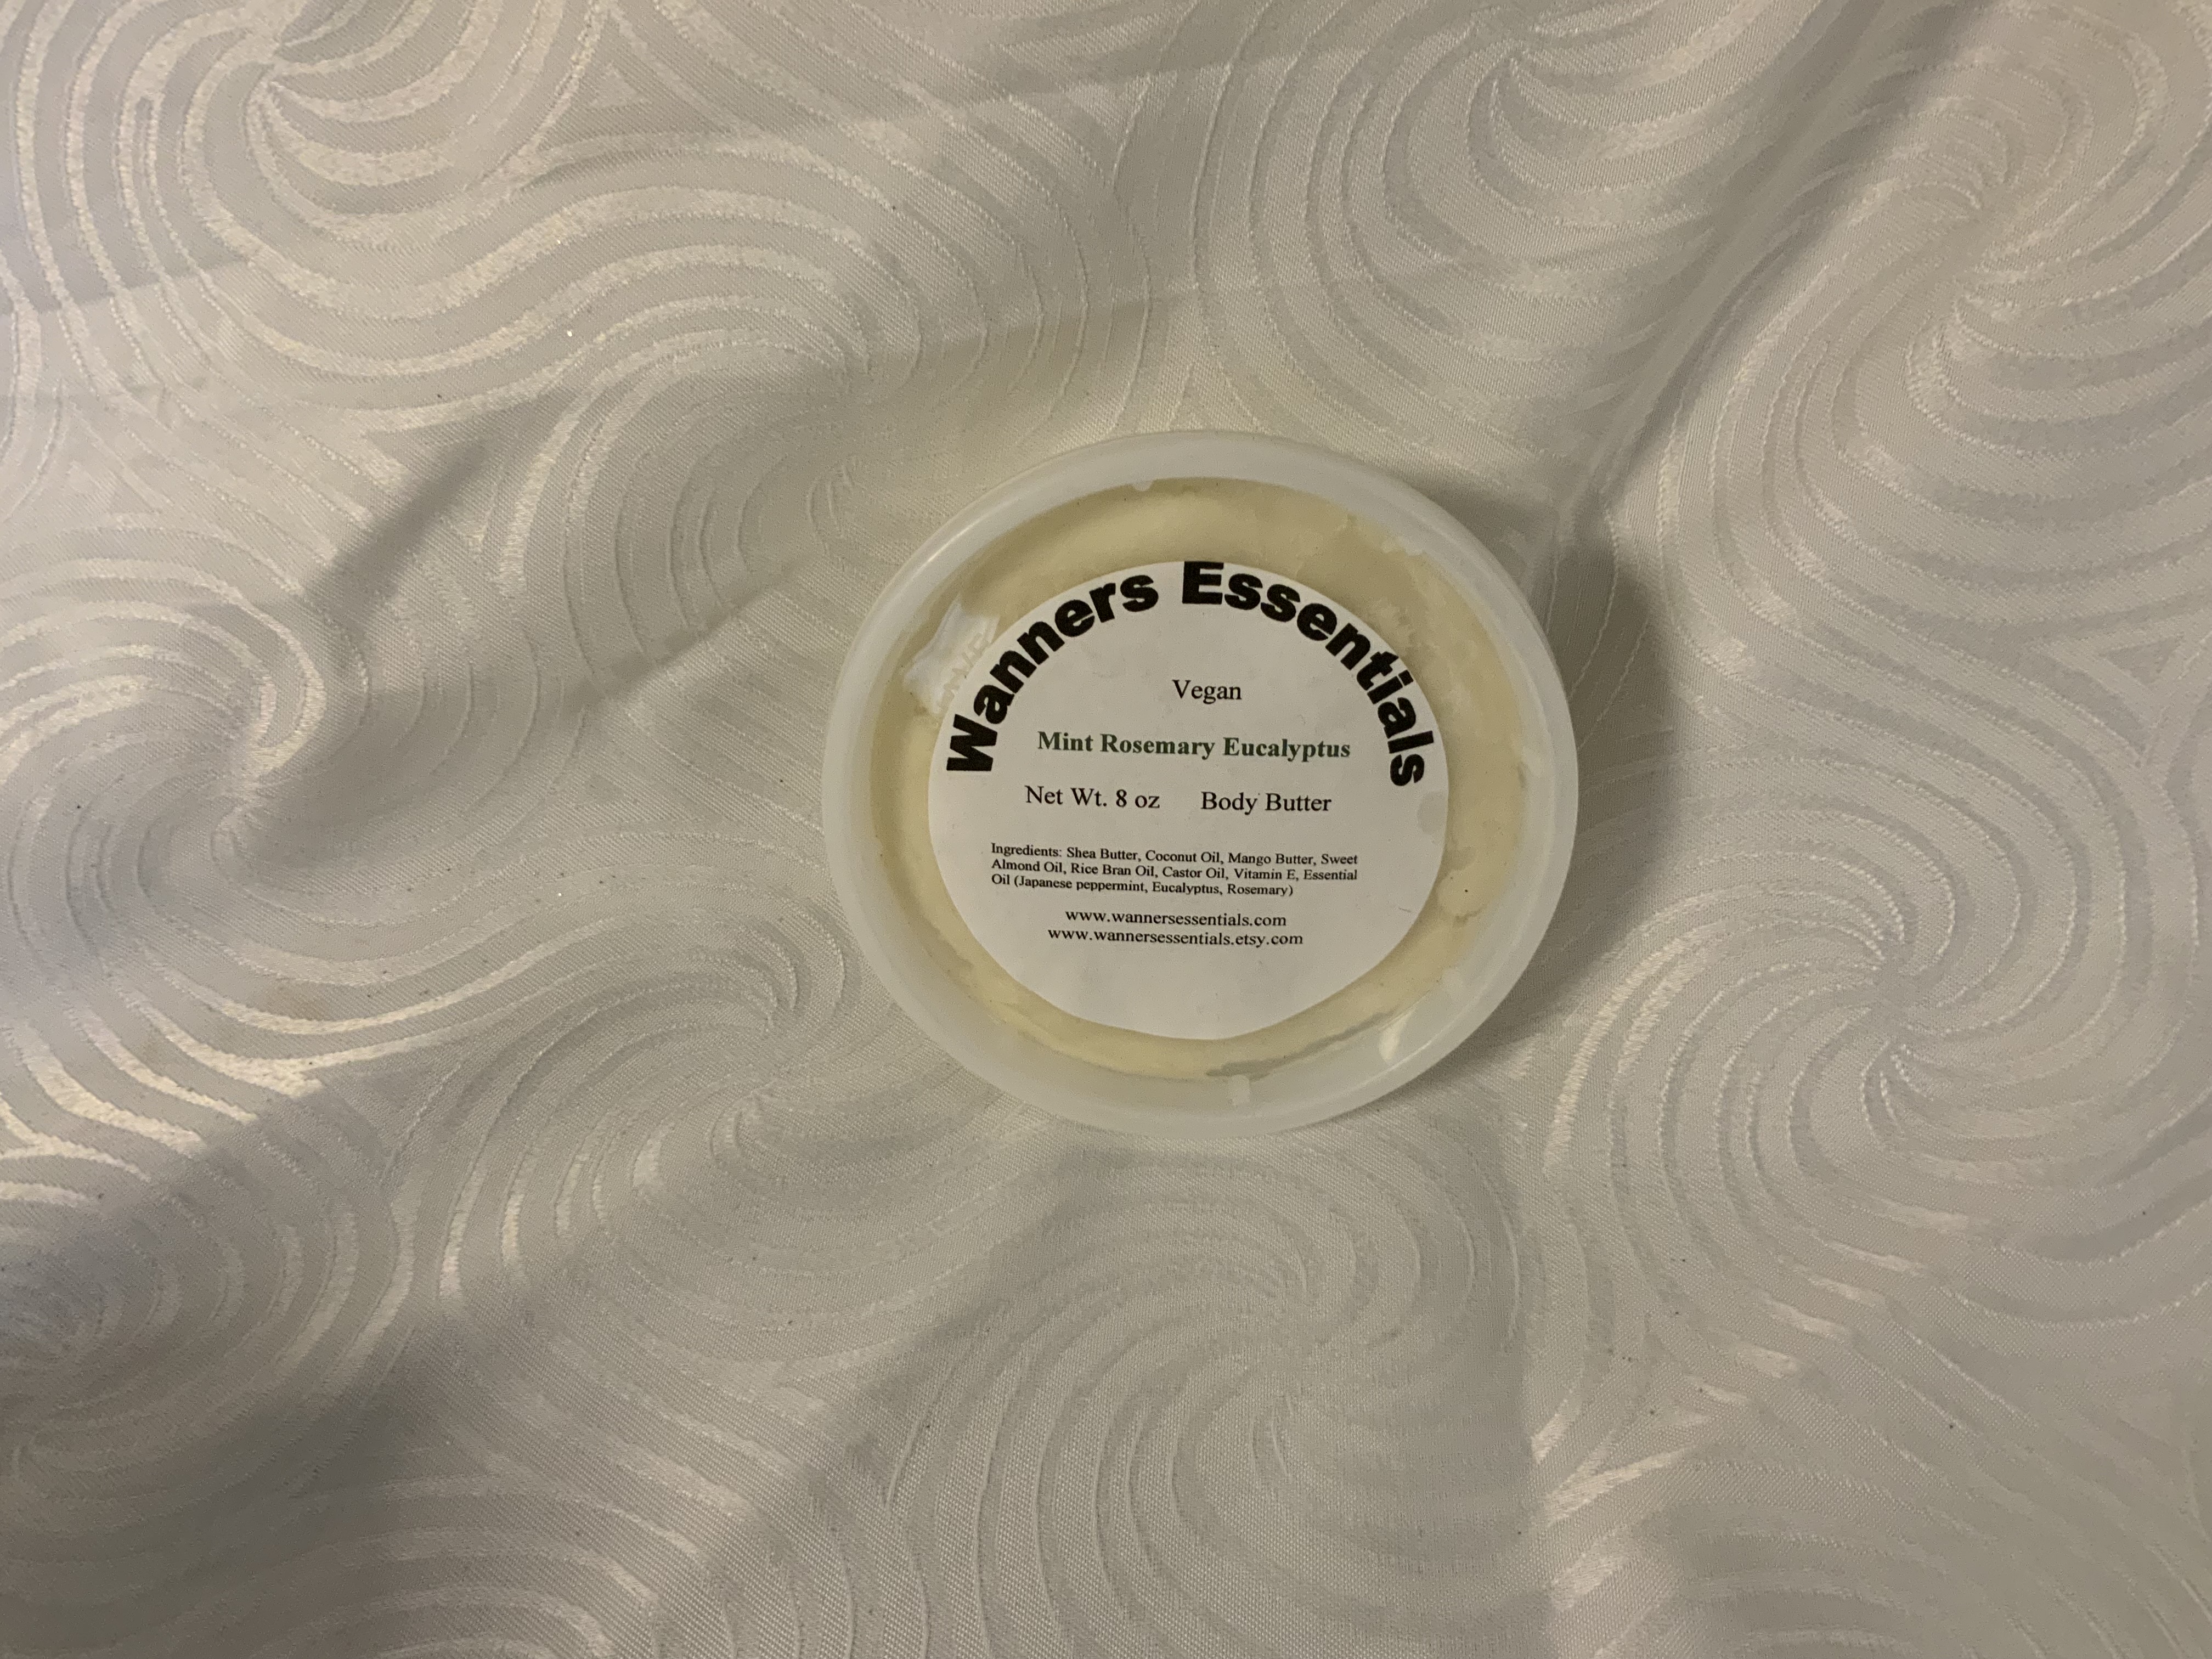 Wanners Essentials
Vegan
Mint Rosemary Eucalyptus
Net Wt. 8 oz Body Butter
Ingredients: Shea Butter, Coconut Oil, Mango Butter, Sweet
Almond Oil, Rice Bran Oil, Castor Oil, Vitamin E, Essential
Oil (Japanese peppermint, Eucalyptus, Rosemary)
www.wannersessentials.com
www.wannersessentials.etsy.com